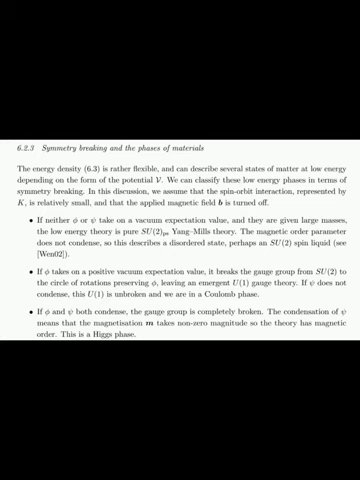 6.2.3 Symmetry breaking and the phases of materials
The energy density (6.3) is rather flexible, and can describe several states of matter at low energy
depending on the form of the potential V. We can classify these low energy phases in terms of
symmetry breaking. In this discussion, we assume that the spin-orbit interaction, represented by
K, is relatively small, and that the applied magnetic field b is turned off.
• If neither ϕ or ψ take on a vacuum expectation value, and they are given large masses,
the low energy theory is pure SU(2)ps Yang–Mills theory. The magnetic order parameter
does not condense, so this describes a disordered state, perhaps an SU(2) spin liquid (see
[Wen02]).
• If ϕ takes on a positive vacuum expectation value, it breaks the gauge group from SU(2) to
the circle of rotations preserving ϕ, leaving an emergent U(1) gauge theory. If ψ does not
condense, this U(1) is unbroken and we are in a Coulomb phase.
• If ϕ and ψ both condense, the gauge group is completely broken. The condensation of ψ
means that the magnetisation m takes non-zero magnitude so the theory has magnetic
order. This is a Higgs phase.